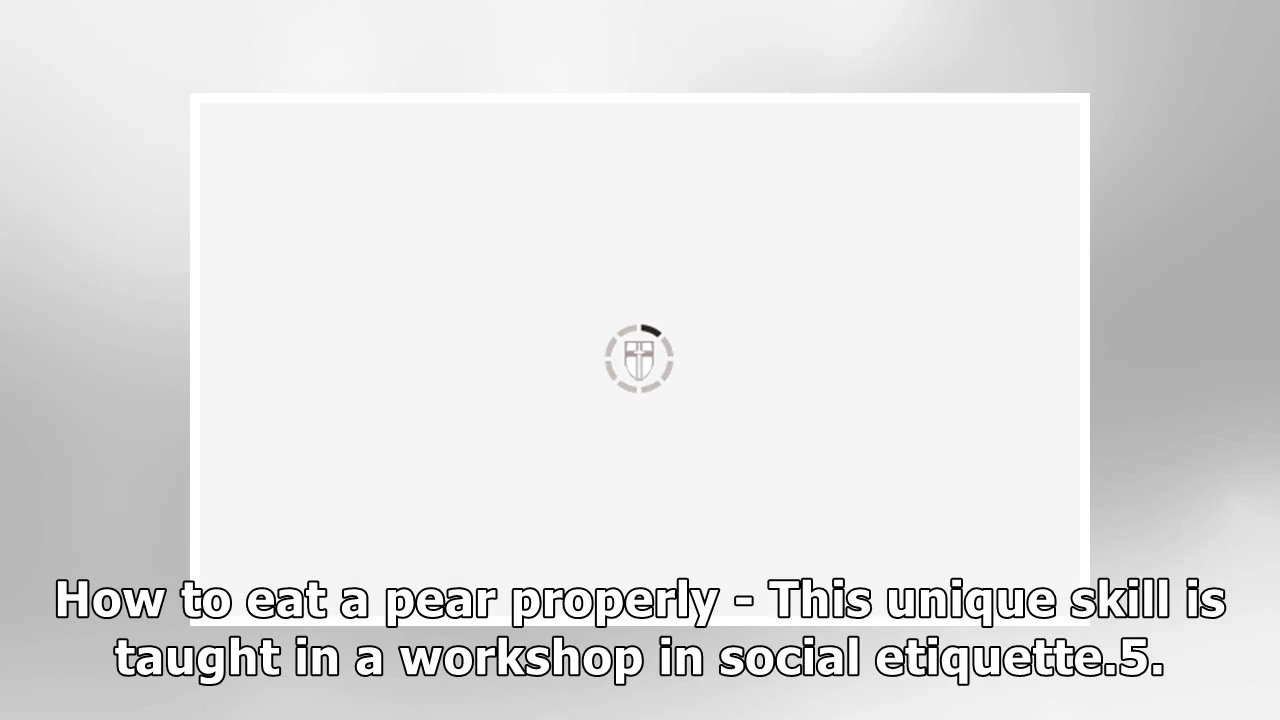 How to eat a pear properly - This unique skill is
taught in a workshop in social etiquette.5.